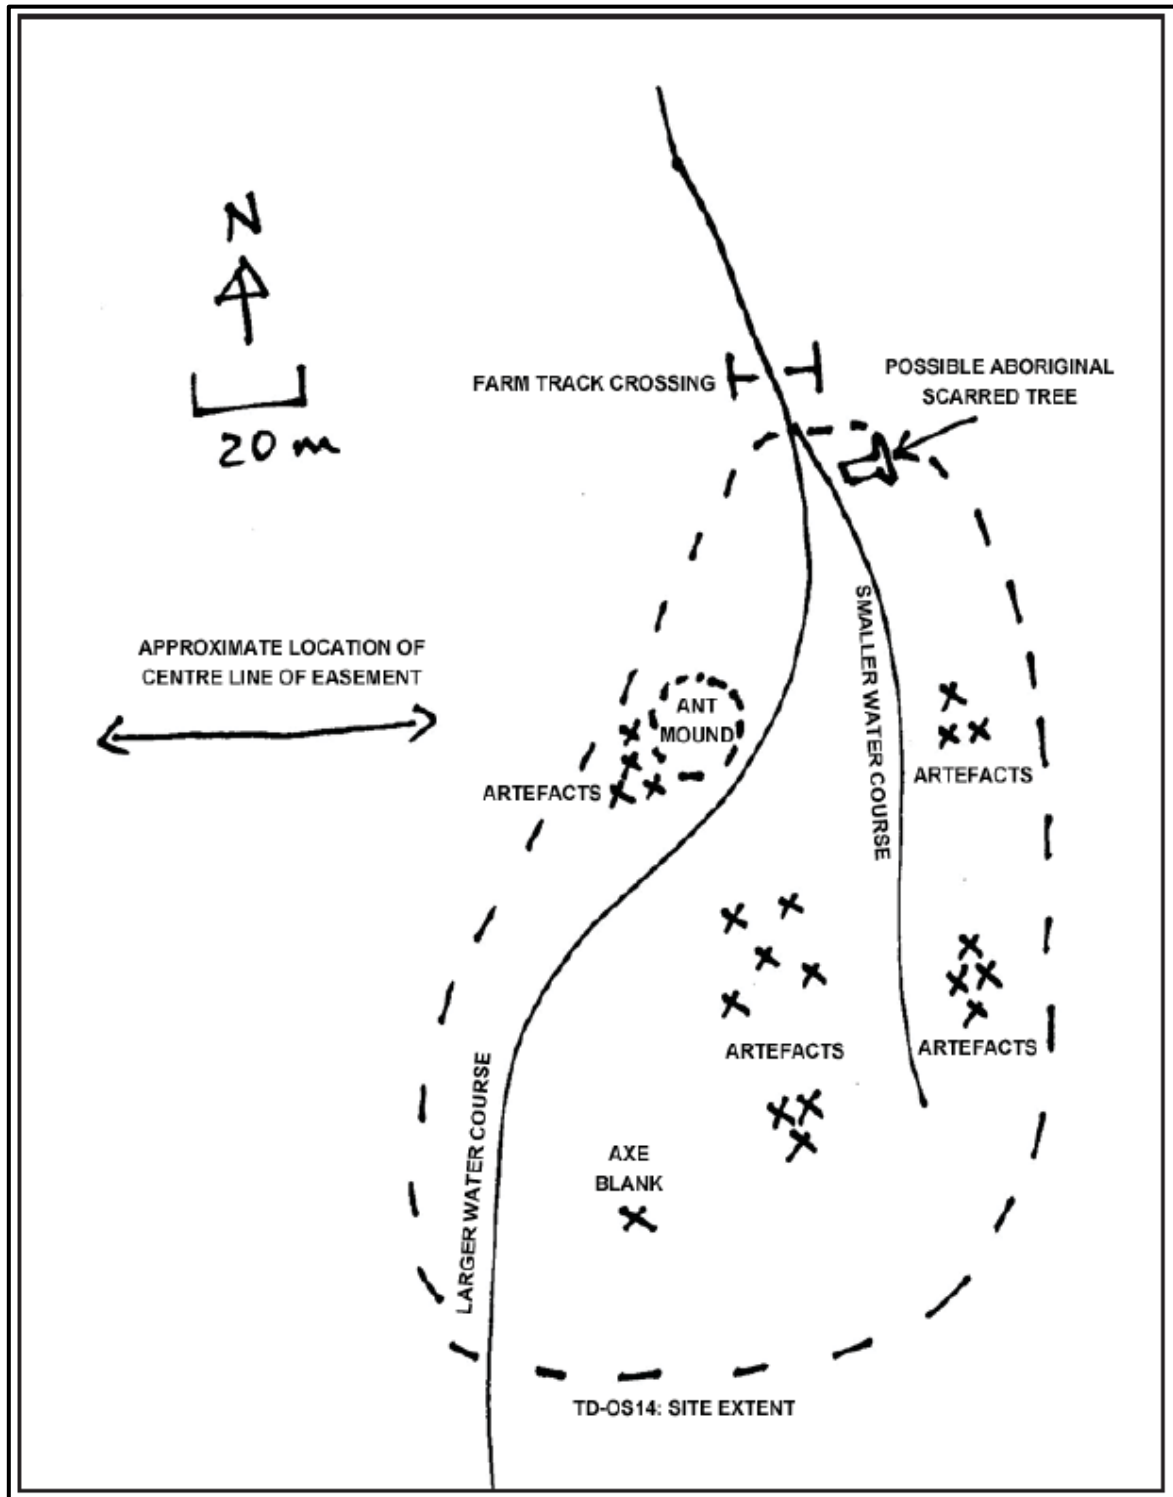 N
20 m
FARM TRACK CROSSING
POSSIBLE ABORIGINAL
SCARRED TREE
APPROXIMATE LOCATION OF
CENTRE LINE OF EASEMENT
SMALLER WATER COURSE
ANT
MOUND
ARTEFACTS
ARTEFACTS
ARTEFACTS
ARTEFACTS
LARGER WATER COURSE
AXE
BLANK
TD-OS14: SITE EXTENT